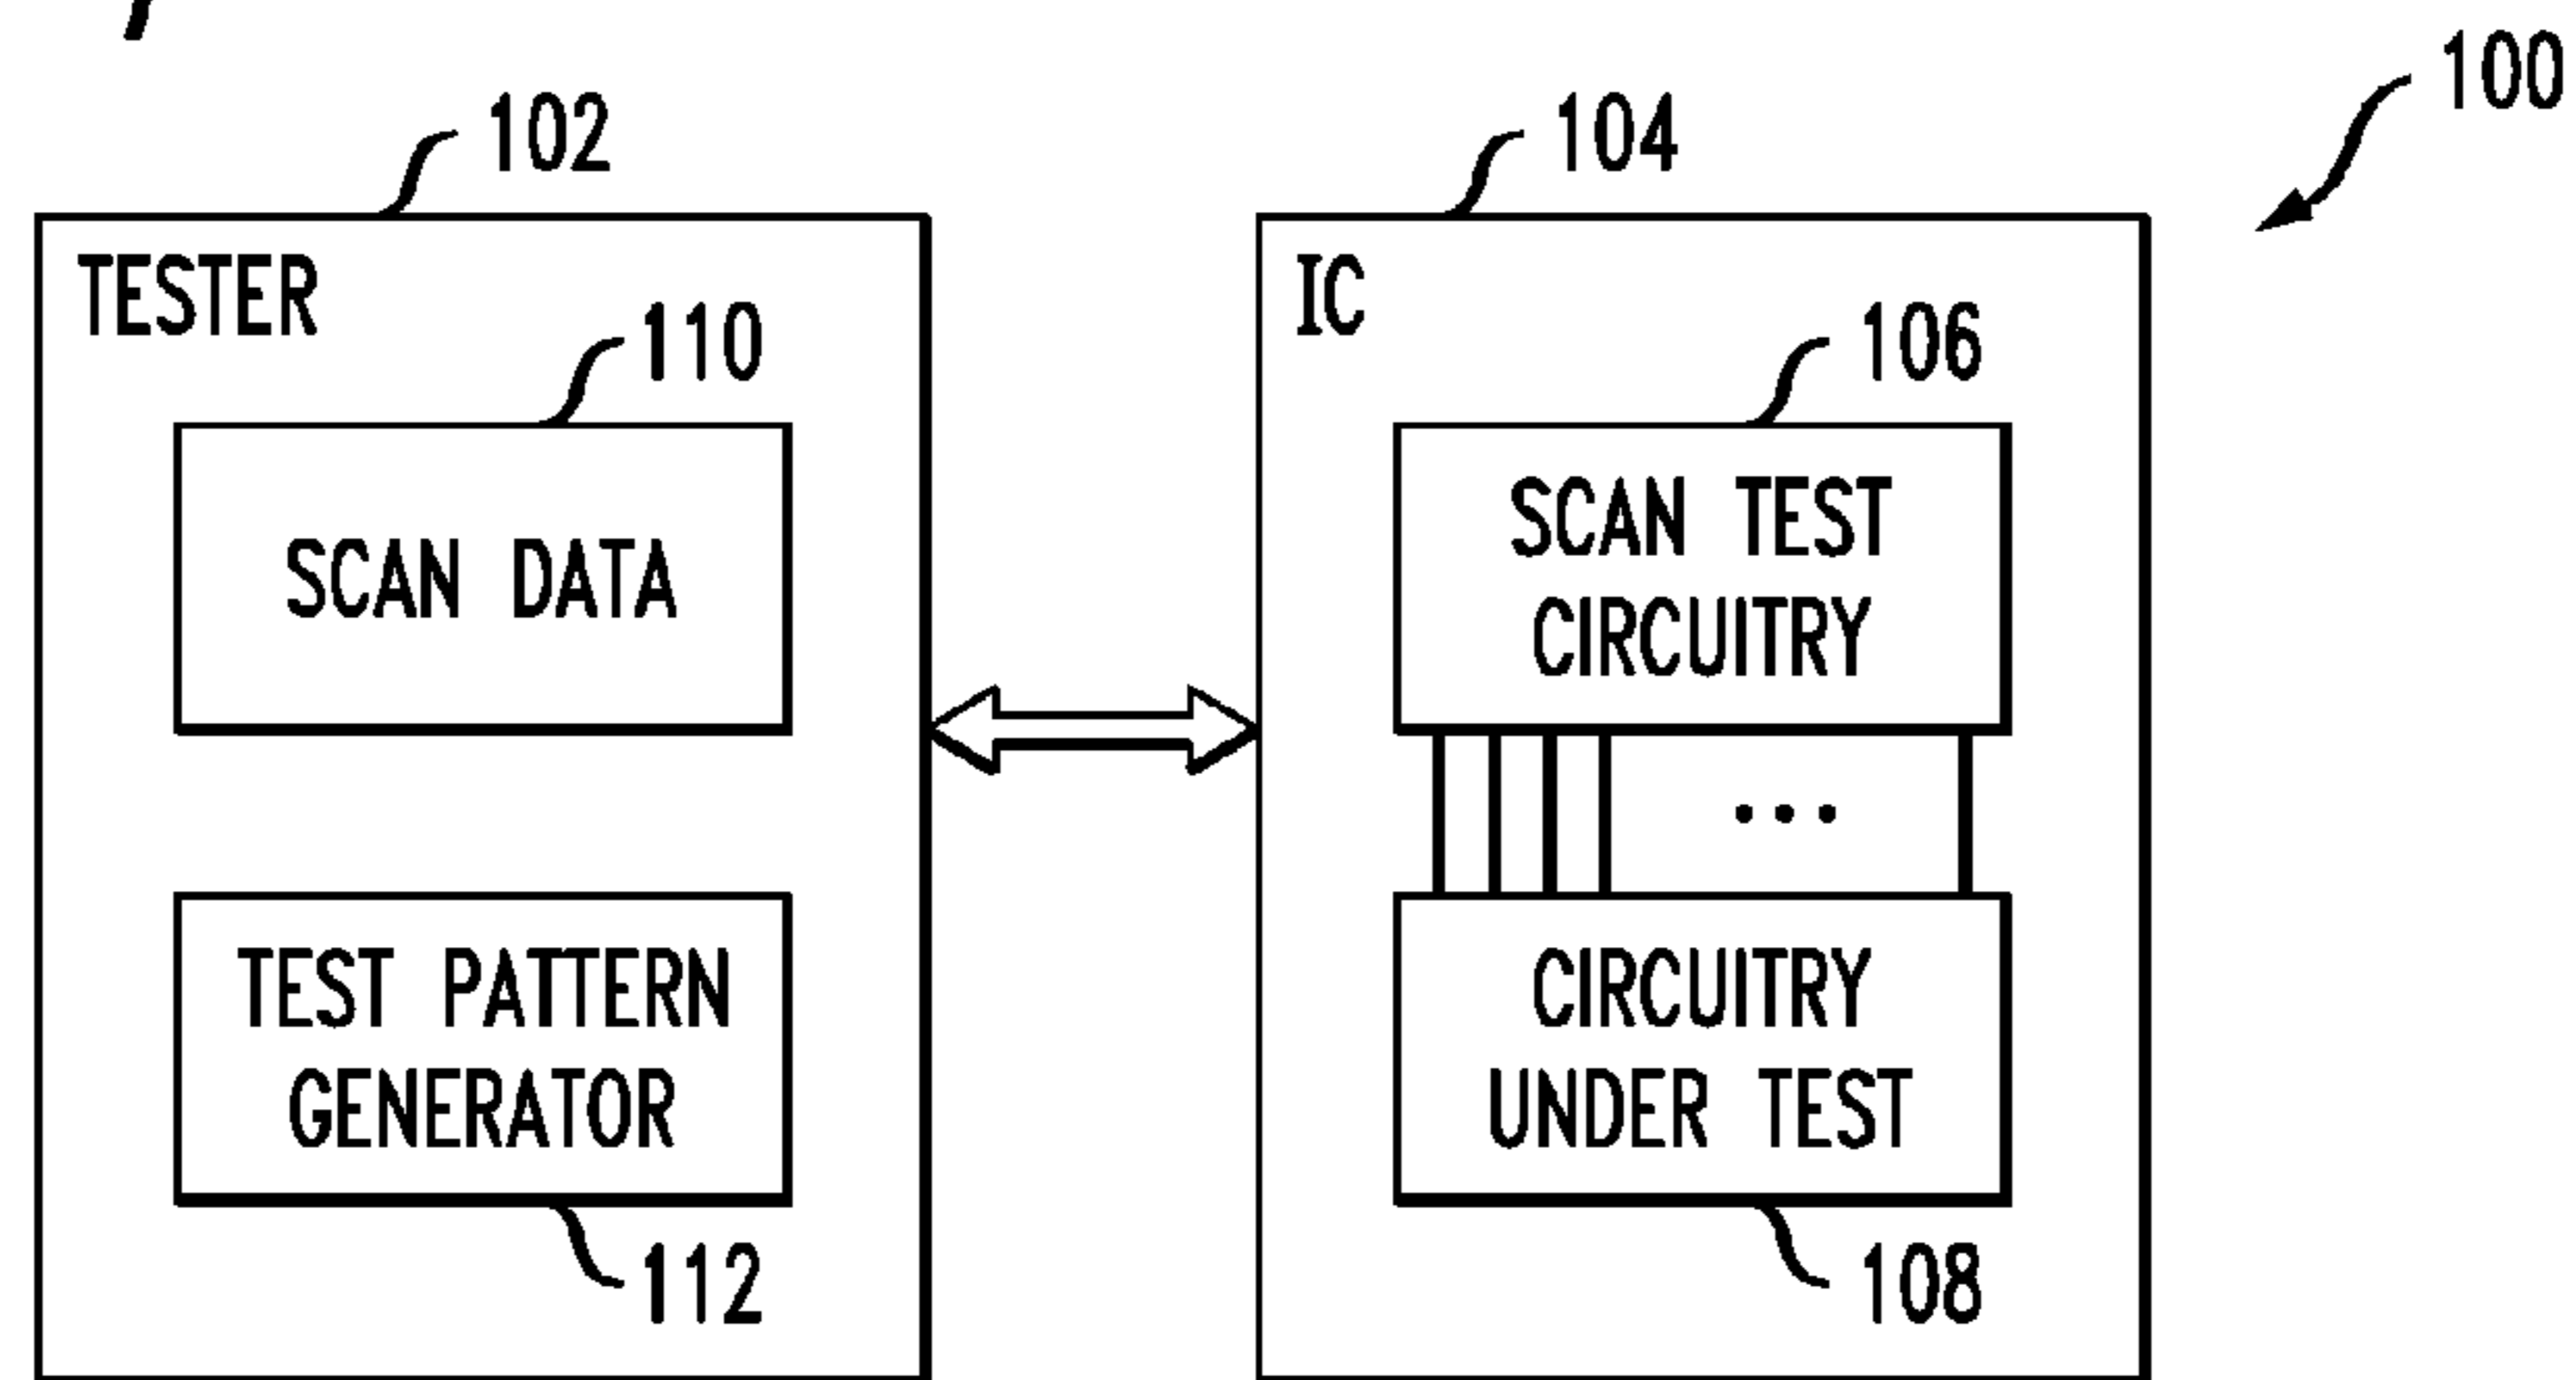 100
102
104
TESTER
IC
110
106
SCAN DATA
SCAN TEST
CIRCUITRY
...
TEST PATTERN
GENERATOR
CIRCUITRY
UNDER TEST
112
108